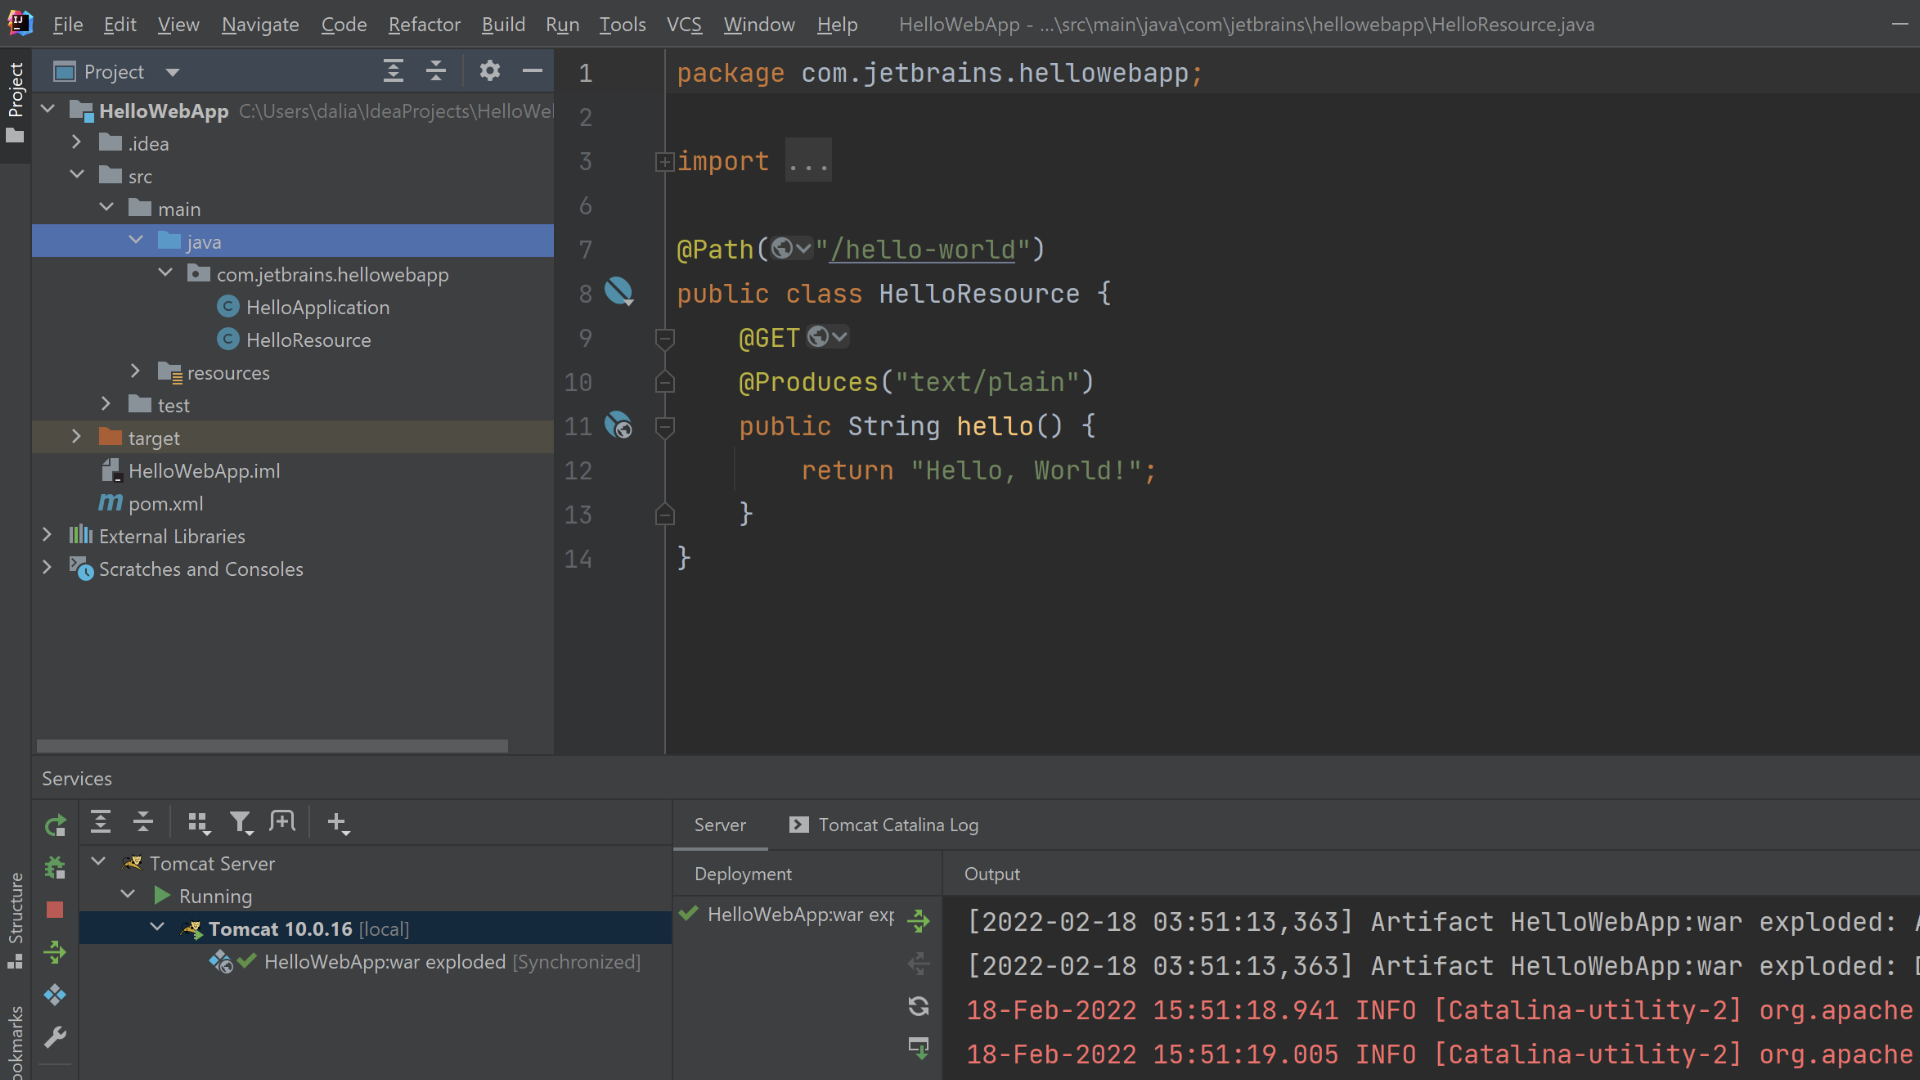 File Edit View Navigate Code Refactor Build Run Tools VCS Window Help HelloWebApp - ...\src\main\java\com\jetbrains\hellowebapp\HelloResource.java
Project
Project
HelloWebApp C:\Users\dalia\IdeaProjects\HelloWe
.idea
src
main
java
com.jetbrains.hellowebapp
HelloApplication
HelloResource
resources
test
target
HelloWebApp.iml
pom.xml
External Libraries
Scratches and Consoles
1 package com.jetbrains.hellowebapp;
2
3 import ...
6
7 @Path("/hello-world")
8 public class HelloResource {
9 @GET
10 @Produces("text/plain")
11 public String hello() {
12 return "Hello, World!";
13 }
14 }
Services
Structure
ookmarks
Tomcat Server
Running
Tomcat 10.0.16 [local]
HelloWebApp:war exploded [Synchronized]
Server Tomcat Catalina Log
Deployment Output
HelloWebApp:war exp
[2022-02-18 03:51:13,363] Artifact HelloWebApp:war exploded:
[2022-02-18 03:51:13,363] Artifact HelloWebApp:war exploded:
18-Feb-2022 15:51:18.941 INFO [Catalina-utility-2] org.apache
18-Feb-2022 15:51:19.005 INFO [Catalina-utility-2] org.apache